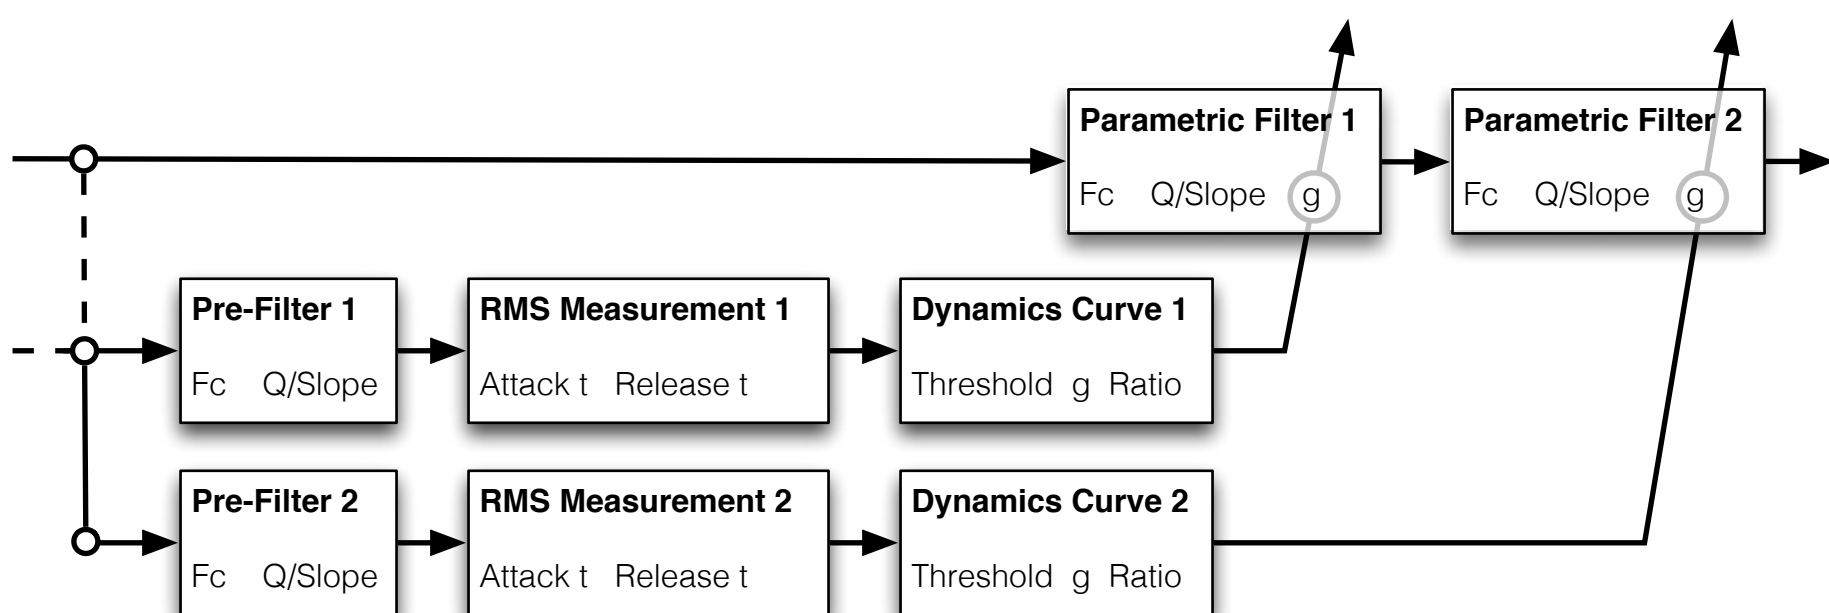 Parametric Filter 1
Fc Q/Slope g
Parametric Filter 2
Fc Q/Slope g
Pre-Filter 1
Fc Q/Slope
RMS Measurement 1
Attack t Release t
Dynamics Curve 1
Threshold g Ratio
Pre-Filter 2
Fc Q/Slope
RMS Measurement 2
Attack t Release t
Dynamics Curve 2
Threshold g Ratio